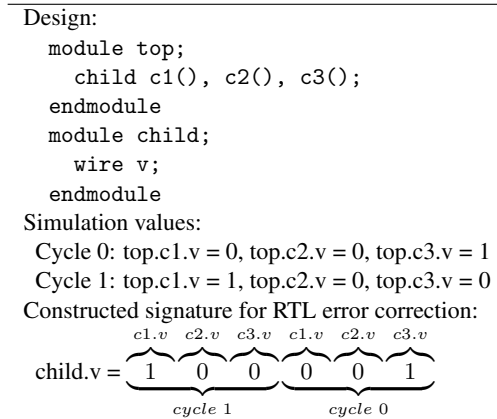 Design:
module top;
child c1(), c2(), c3();
endmodule
module child;
wire v;
endmodule
Simulation values:
Cycle 0: top.c1.v = 0, top.c2.v = 0, top.c3.v = 1
Cycle 1: top.c1.v = 1, top.c2.v = 0, top.c3.v = 0
Constructed signature for RTL error correction:
c1.v c2.v c3.v c1.v c2.v c3.v
child.v = 1 0 0 0 0 1
cycle 1 cycle 0